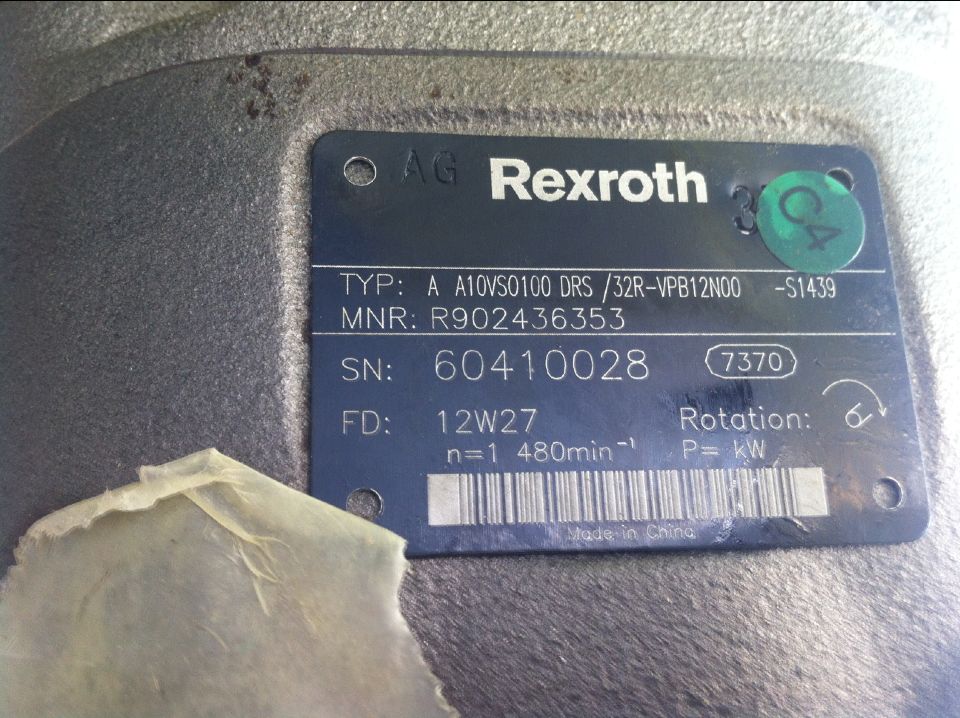 AG Rexroth
C4
TYP: A A10VSO100 DRS /32R-VPB12N00 -S1439
MNR: R902436353
SN: 60410028 7370
FD: 12W27 Rotation:
n=1 480min⁻¹ P= kW
Made in China